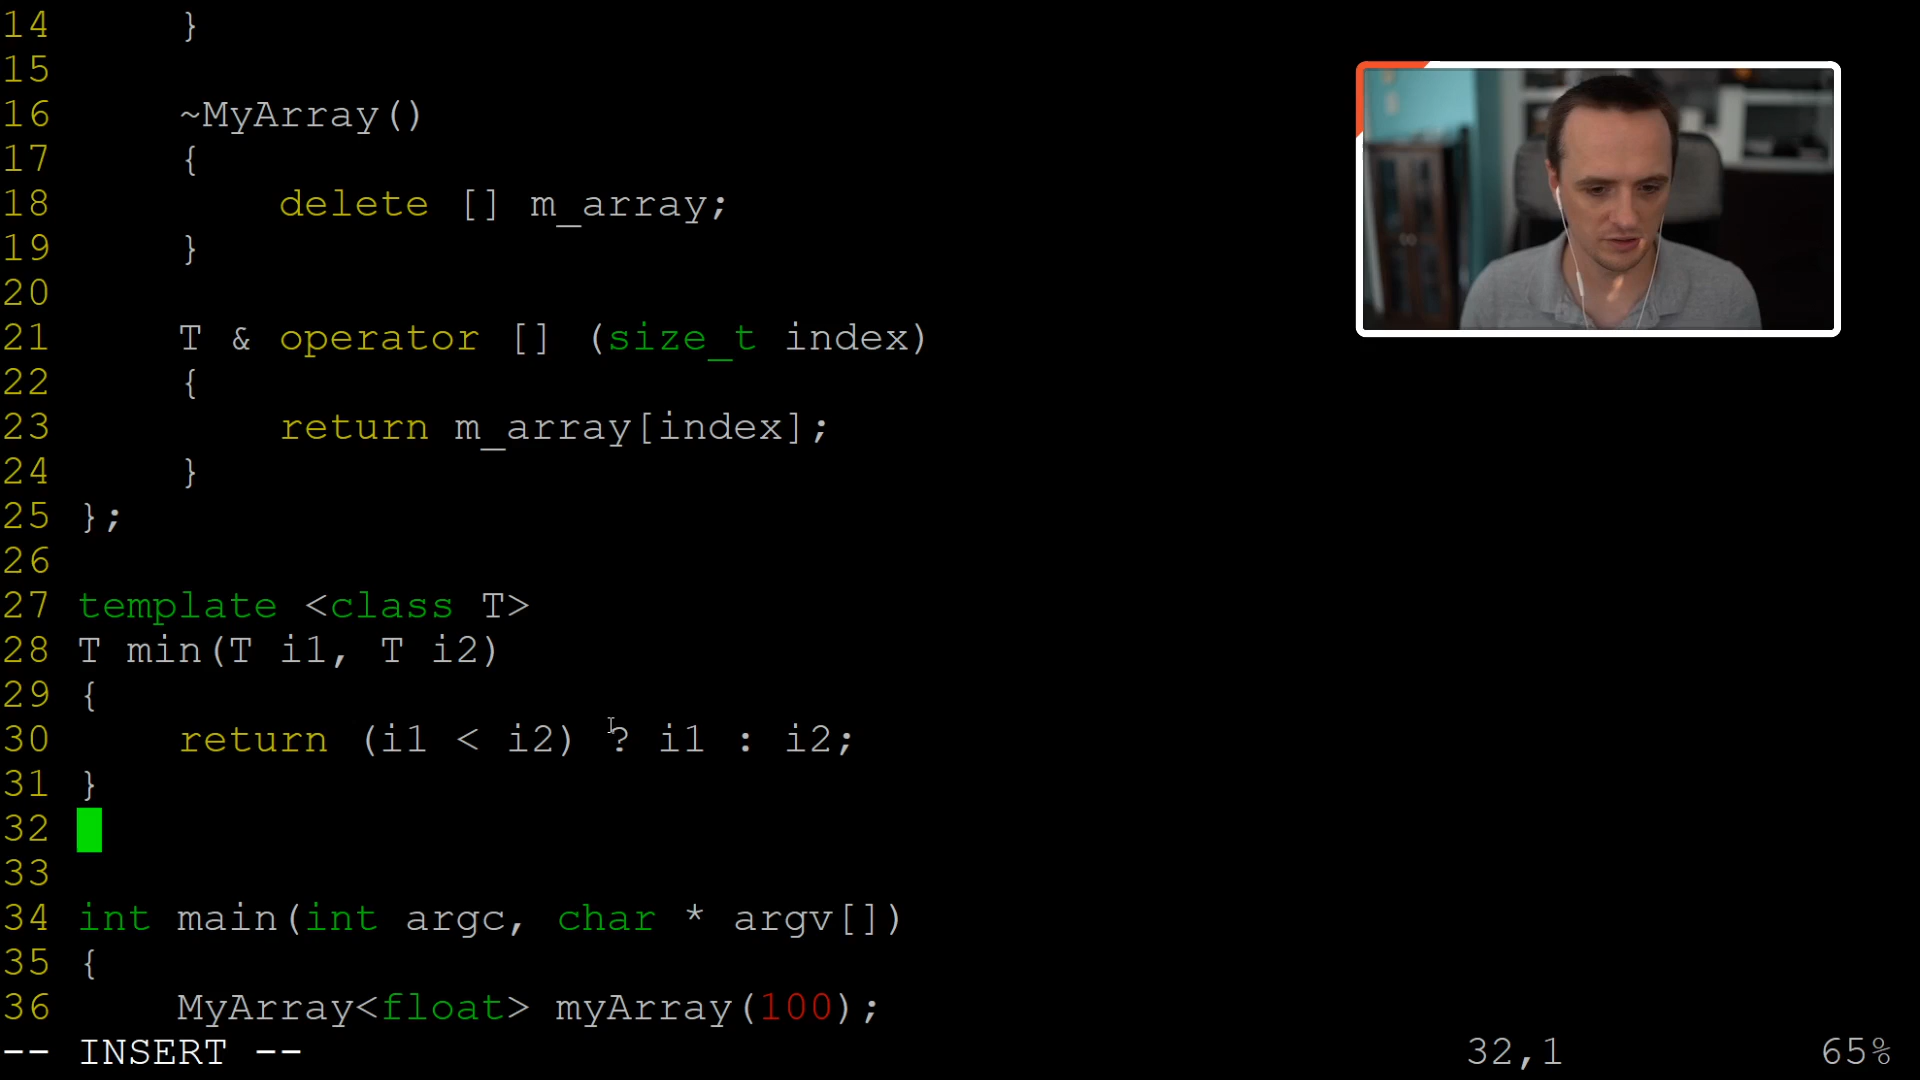 14     }
15
16     ~MyArray()
17     {
18         delete [] m_array;
19     }
20
21     T & operator [] (size_t index)
22     {
23         return m_array[index];
24     }
25 };
26
27 template <class T>
28 T min(T i1, T i2)
29 {
30     return (i1 < i2) ? i1 : i2;
31 }
32
33
34 int main(int argc, char * argv[])
35 {
36     MyArray<float> myArray(100);
-- INSERT -- 32,1 65%